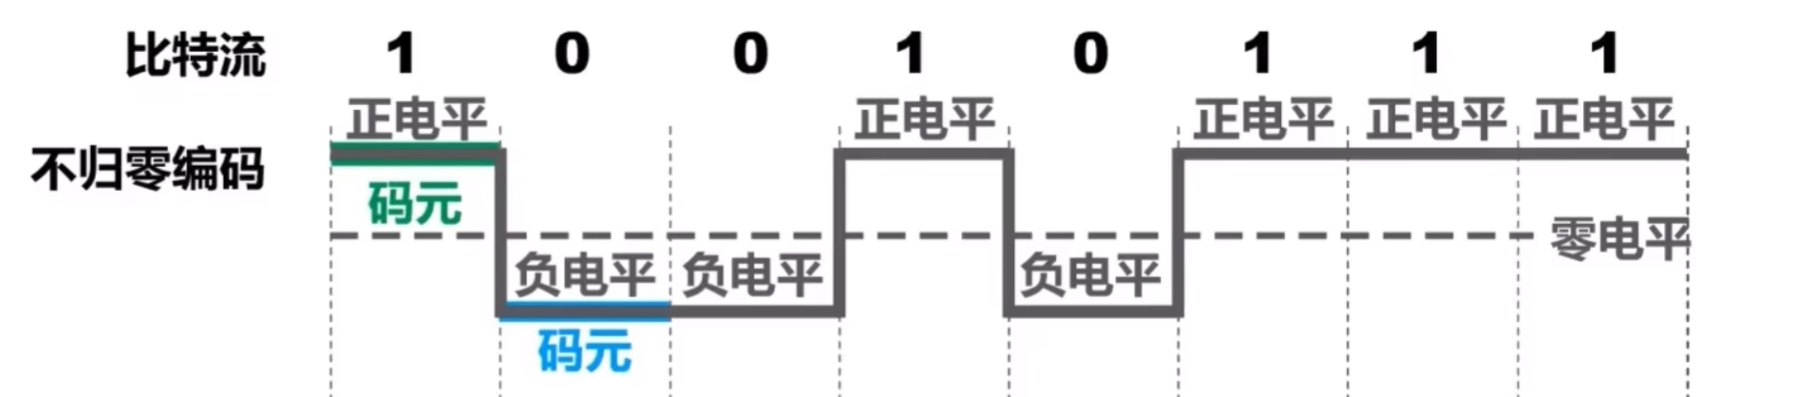 比特流 1 0 0 1 0 1 1 1
正电平 正电平 正电平 正电平 正电平
不归零编码
码元
零电平
负电平 负电平 负电平
码元